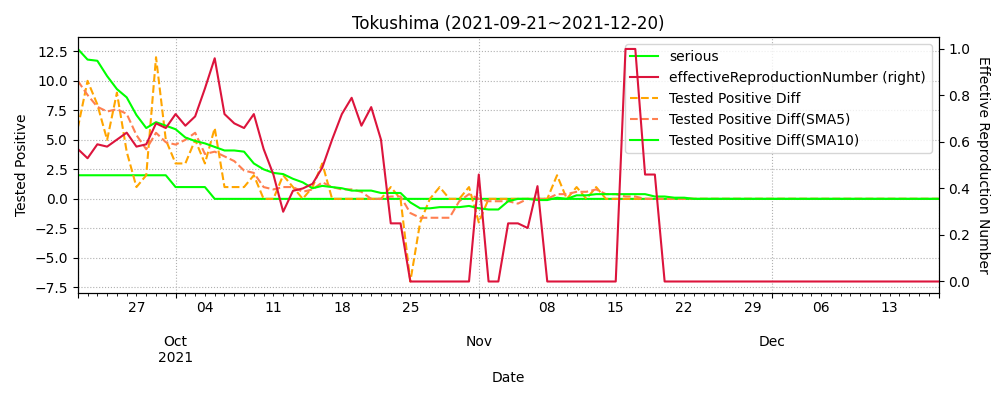 Tokushima (2021-09-21~2021-12-20)
12.5
10.0
7.5
5.0
2.5
0.0
−2.5
−5.0
−7.5
Tested Positive
1.0
0.8
0.6
0.4
0.2
0.0
Effective Reproduction Number
serious
effectiveReproductionNumber (right)
Tested Positive Diff
Tested Positive Diff(SMA5)
Tested Positive Diff(SMA10)
27 04 11 18 25 08 15 22 29 06 13
Oct Nov Dec
2021
Date